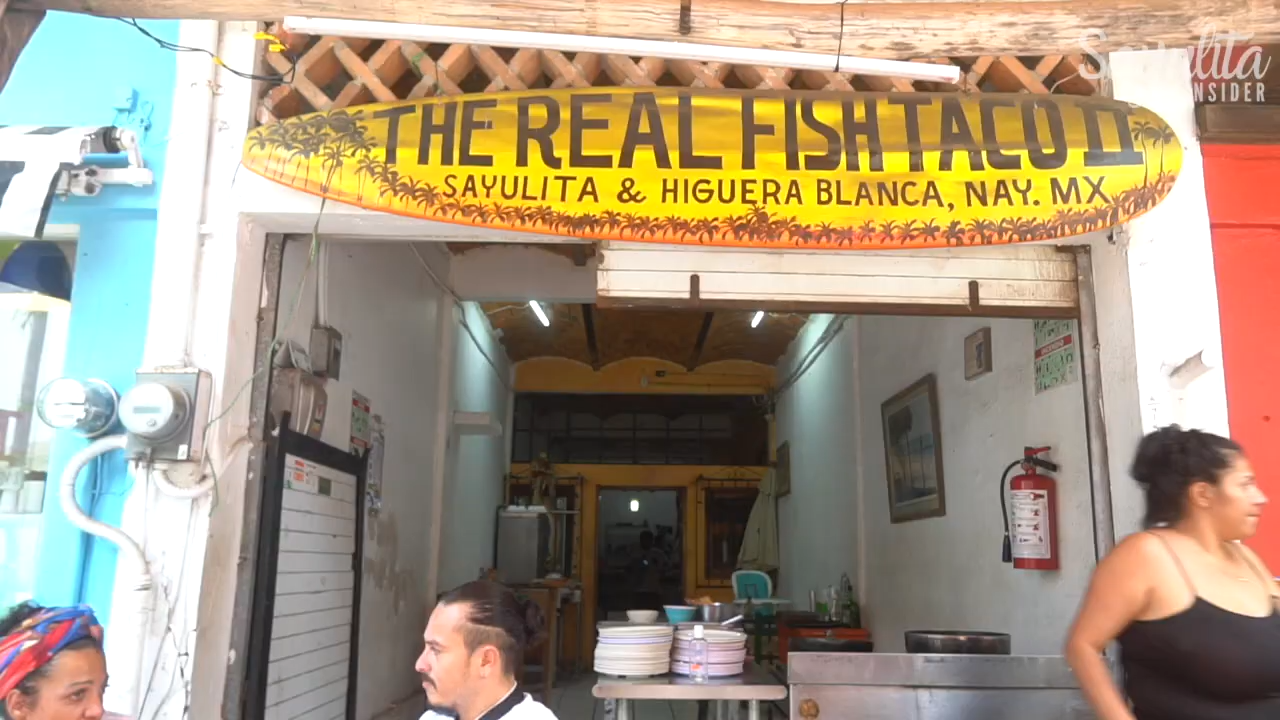 Sayulita
INSIDER
THE REAL FISH TACO II
SAYULITA & HIGUERA BLANCA, NAY. MX